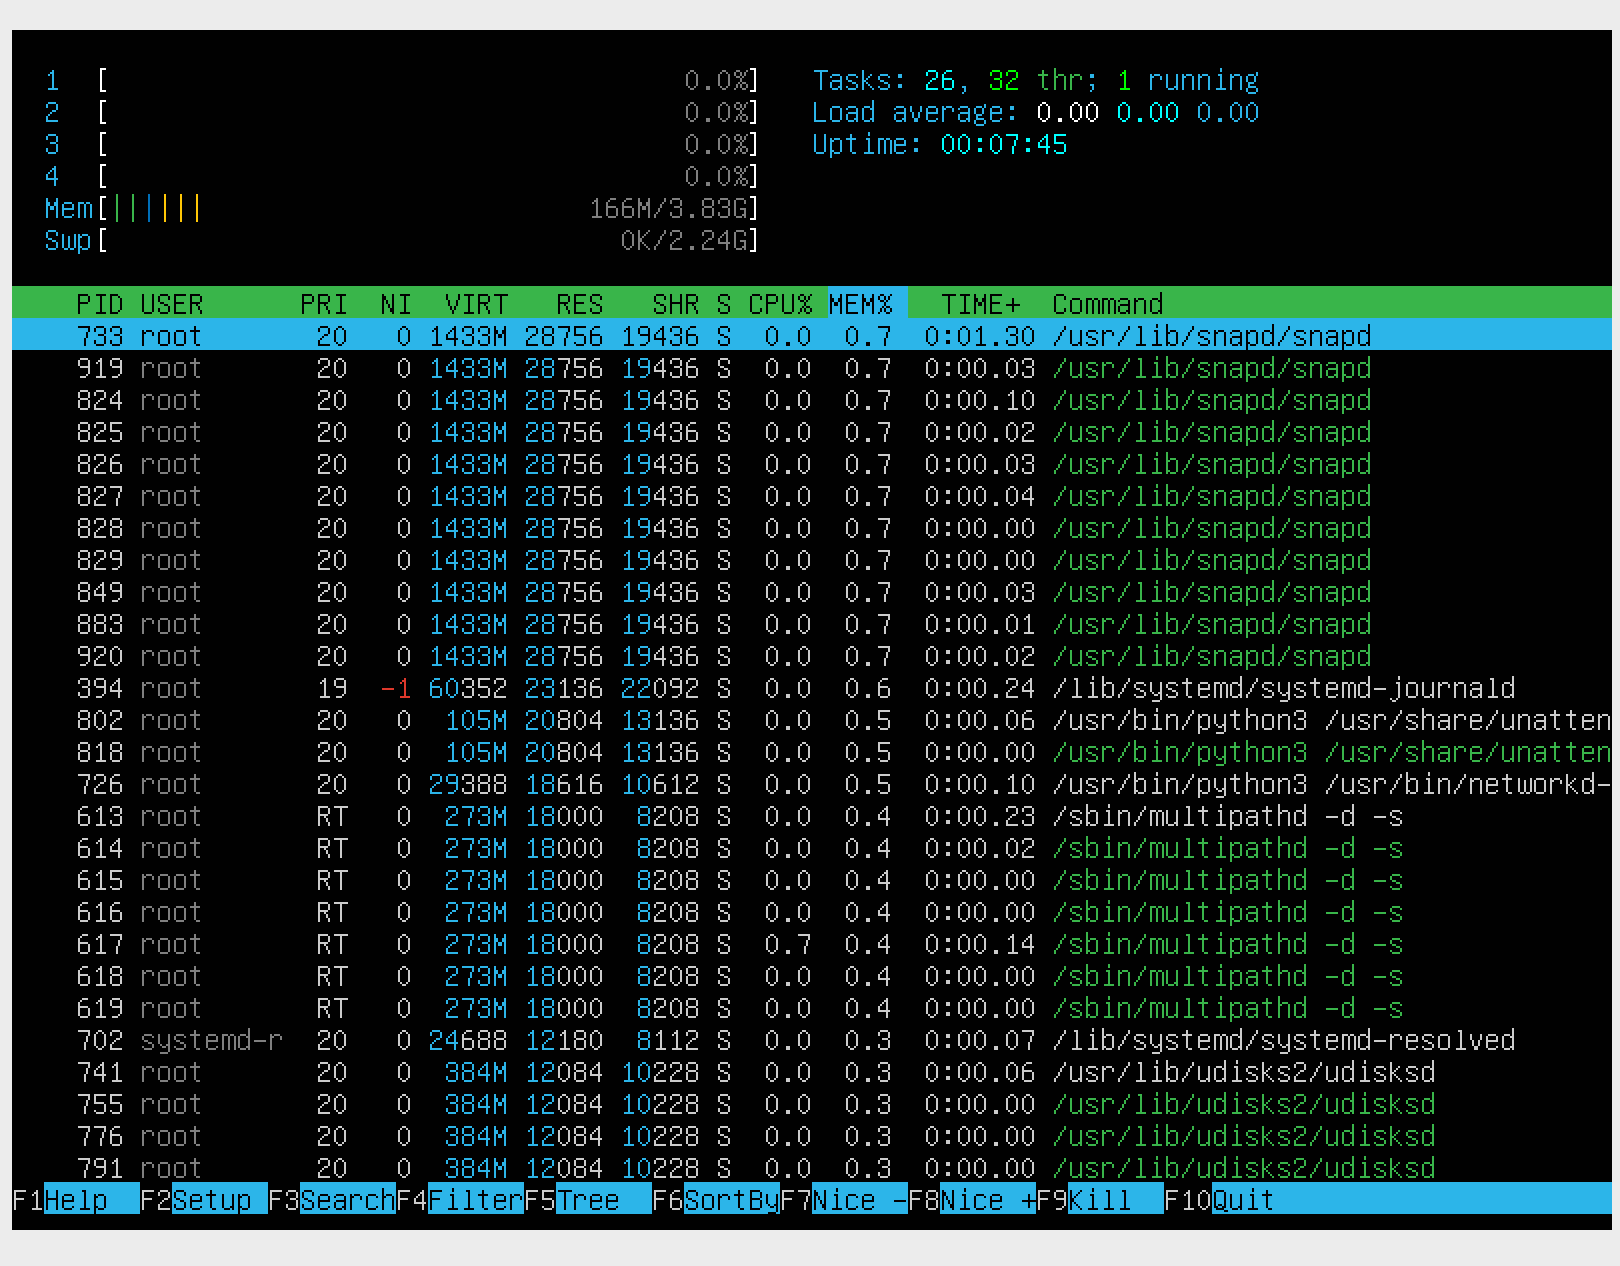 1 [ 0.0%] Tasks: 26, 32 thr; 1 running
2 [ 0.0%] Load average: 0.00 0.00 0.00
3 [ 0.0%] Uptime: 00:07:45
4 [ 0.0%]
Mem[|||||| 166M/3.83G]
Swp[ 0K/2.24G]
PID USER PRI NI VIRT RES SHR S CPU% MEM% TIME+ Command
733 root 20 0 1433M 28756 19436 S 0.0 0.7 0:01.30 /usr/lib/snapd/snapd
919 root 20 0 1433M 28756 19436 S 0.0 0.7 0:00.03 /usr/lib/snapd/snapd
824 root 20 0 1433M 28756 19436 S 0.0 0.7 0:00.10 /usr/lib/snapd/snapd
825 root 20 0 1433M 28756 19436 S 0.0 0.7 0:00.02 /usr/lib/snapd/snapd
826 root 20 0 1433M 28756 19436 S 0.0 0.7 0:00.03 /usr/lib/snapd/snapd
827 root 20 0 1433M 28756 19436 S 0.0 0.7 0:00.04 /usr/lib/snapd/snapd
828 root 20 0 1433M 28756 19436 S 0.0 0.7 0:00.00 /usr/lib/snapd/snapd
829 root 20 0 1433M 28756 19436 S 0.0 0.7 0:00.00 /usr/lib/snapd/snapd
849 root 20 0 1433M 28756 19436 S 0.0 0.7 0:00.03 /usr/lib/snapd/snapd
883 root 20 0 1433M 28756 19436 S 0.0 0.7 0:00.01 /usr/lib/snapd/snapd
920 root 20 0 1433M 28756 19436 S 0.0 0.7 0:00.02 /usr/lib/snapd/snapd
394 root 19 -1 60352 23136 22092 S 0.0 0.6 0:00.24 /lib/systemd/systemd-journald
802 root 20 0 105M 20804 13136 S 0.0 0.5 0:00.06 /usr/bin/python3 /usr/share/unatten
818 root 20 0 105M 20804 13136 S 0.0 0.5 0:00.00 /usr/bin/python3 /usr/share/unatten
726 root 20 0 29388 18616 10612 S 0.0 0.5 0:00.10 /usr/bin/python3 /usr/bin/networkd-
613 root RT 0 273M 18000 8208 S 0.0 0.4 0:00.23 /sbin/multipathd -d -s
614 root RT 0 273M 18000 8208 S 0.0 0.4 0:00.02 /sbin/multipathd -d -s
615 root RT 0 273M 18000 8208 S 0.0 0.4 0:00.00 /sbin/multipathd -d -s
616 root RT 0 273M 18000 8208 S 0.0 0.4 0:00.00 /sbin/multipathd -d -s
617 root RT 0 273M 18000 8208 S 0.7 0.4 0:00.14 /sbin/multipathd -d -s
618 root RT 0 273M 18000 8208 S 0.0 0.4 0:00.00 /sbin/multipathd -d -s
619 root RT 0 273M 18000 8208 S 0.0 0.4 0:00.00 /sbin/multipathd -d -s
702 systemd-r 20 0 24688 12180 8112 S 0.0 0.3 0:00.07 /lib/systemd/systemd-resolved
741 root 20 0 384M 12084 10228 S 0.0 0.3 0:00.06 /usr/lib/udisks2/udisksd
755 root 20 0 384M 12084 10228 S 0.0 0.3 0:00.00 /usr/lib/udisks2/udisksd
776 root 20 0 384M 12084 10228 S 0.0 0.3 0:00.00 /usr/lib/udisks2/udisksd
791 root 20 0 384M 12084 10228 S 0.0 0.3 0:00.00 /usr/lib/udisks2/udisksd
F1Help F2Setup F3SearchF4FilterF5Tree F6SortByF7Nice -F8Nice +F9Kill F10Quit